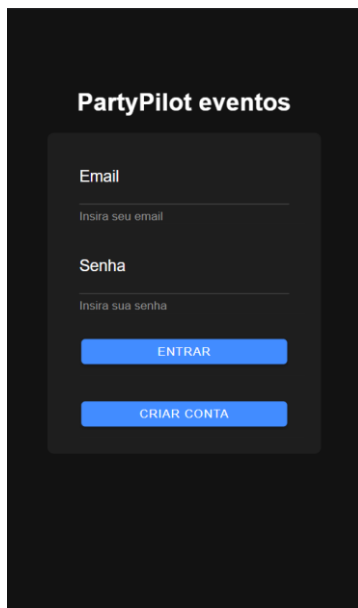 PartyPilot eventos
Email
Insira seu email
Senha
Insira sua senha
ENTRAR
CRIAR CONTA